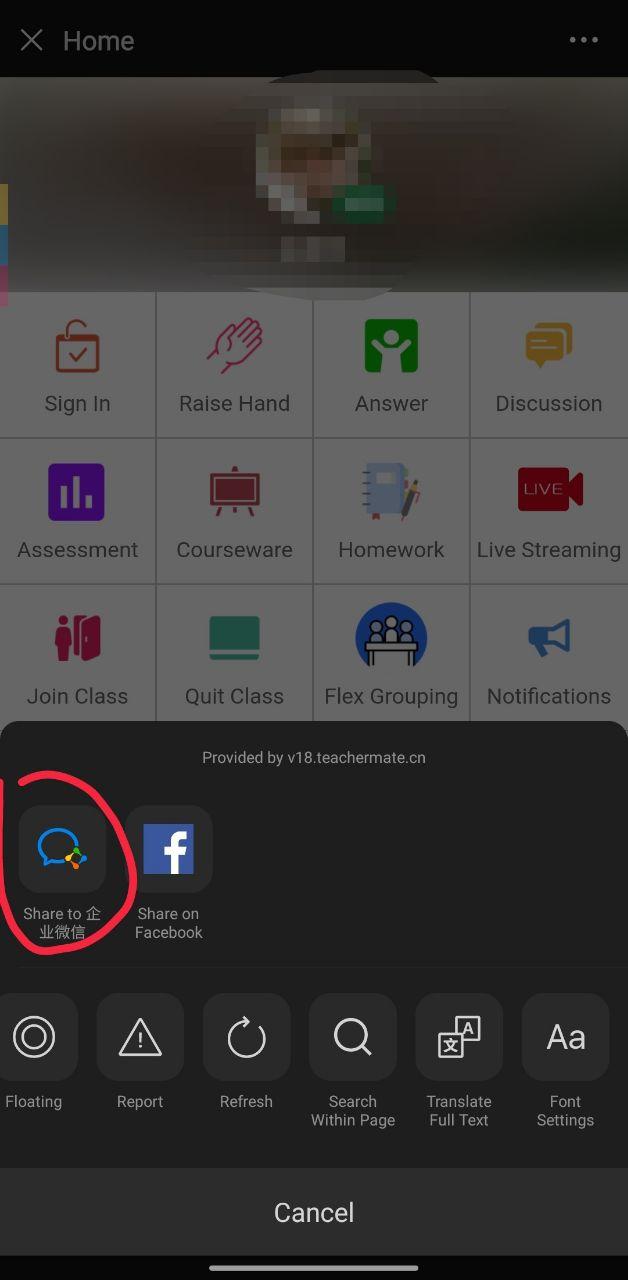 Home
Sign In
Raise Hand
Answer
Discussion
LIVE
Assessment
Courseware
Homework
Live Streaming
Join Class
Quit Class
Flex Grouping
Notifications
Provided by v18.teachermate.cn
Share to 企
业微信
Share on
Facebook
文
A
Aa
Floating
Report
Refresh
Search
Within Page
Translate
Full Text
Font
Settings
Cancel